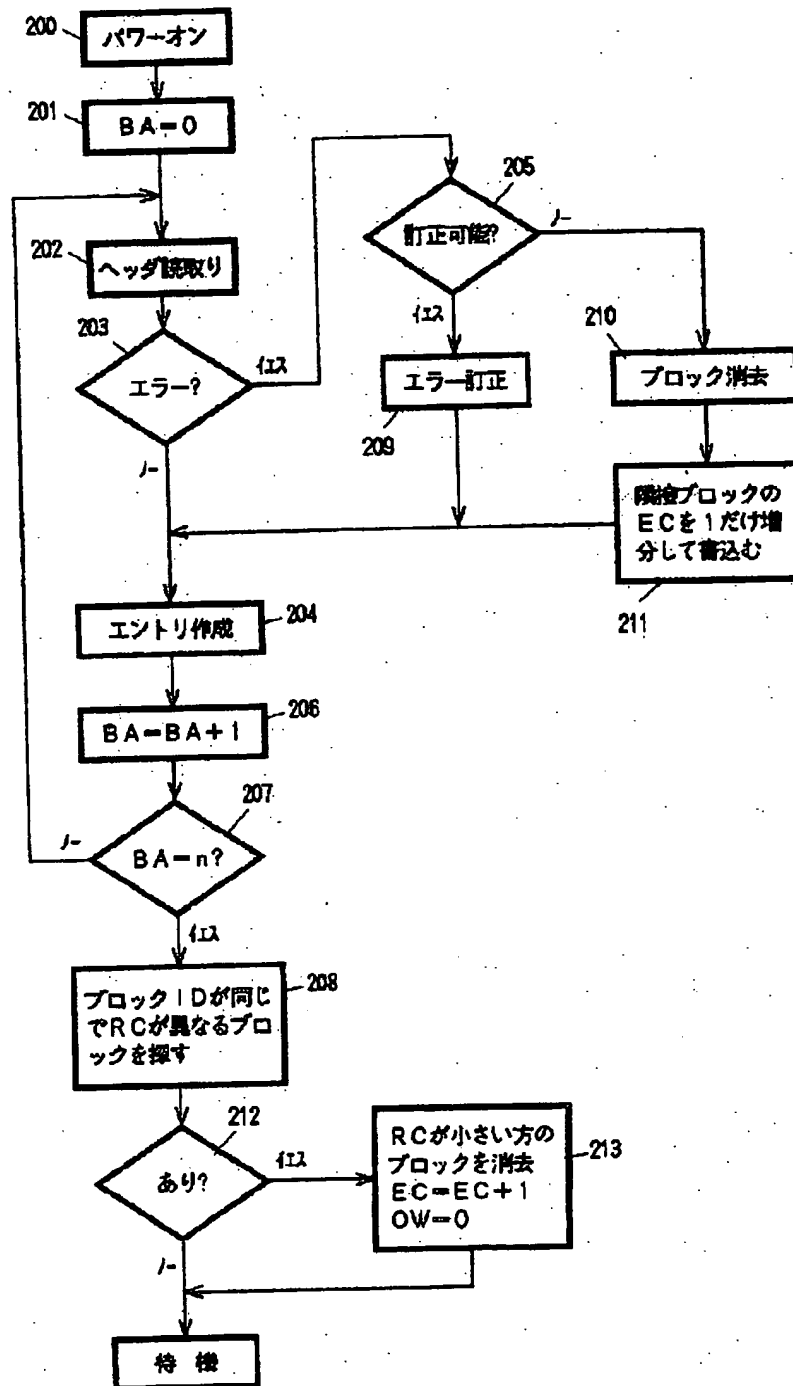 200
パワーオン
201
BA=0
202
ヘッダ読取り
203
エラー?
イエス
ノー
205
訂正可能?
ノー
イエス
エラー訂正
209
210
ブロック消去
隣接ブロックの
ECを1だけ増
分して書込む
211
エントリ作成
204
BA=BA+1
206
207
BA=n?
ノー
イエス
208
ブロックIDが同じ
でRCが異なるブロ
ックを探す
212
あり?
イエス
ノー
RCが小さい方の
ブロックを消去
EC=EC+1
OW=0
213
待機